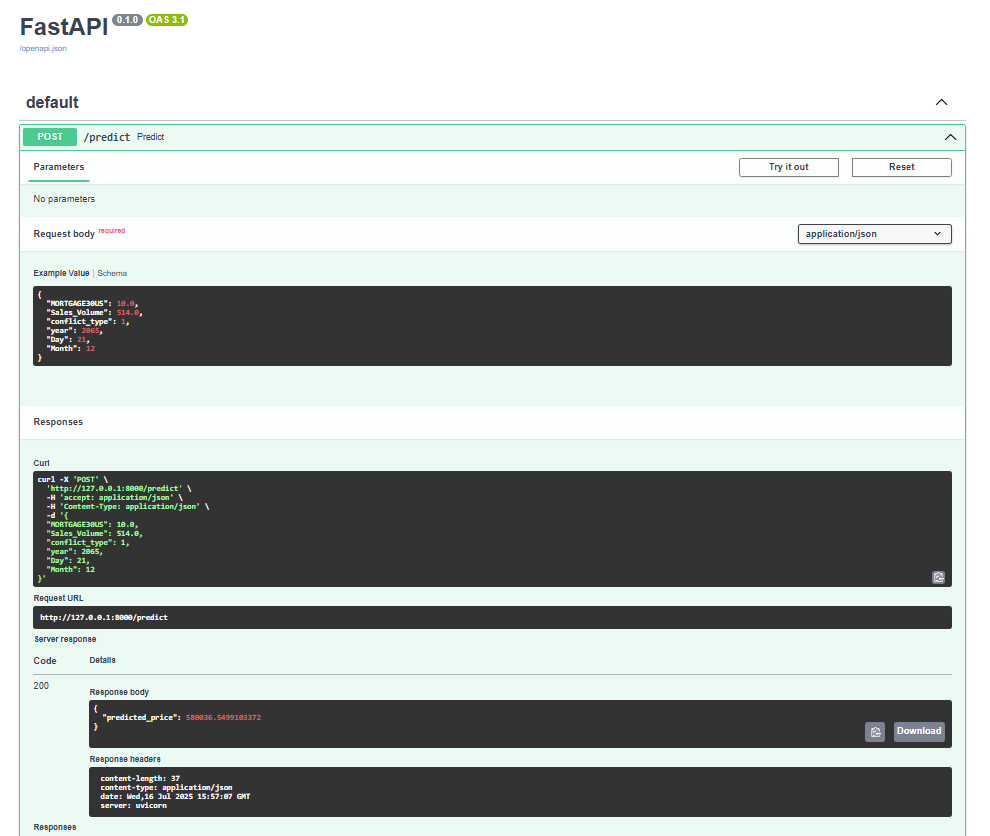 FastAPI 0.1.0 OAS 3.1
/openapi.json
default
POST /predict Predict
Parameters
Try it out
Reset
No parameters
Request body required
application/json
Example Value | Schema
{
"MORTGAGE30US": 10.0,
"Sales_Volume": 514.0,
"conflict_type": 1,
"year": 2065,
"Day": 21,
"Month": 12
}
Responses
Curl
curl -X 'POST' \
'http://127.0.0.1:8000/predict' \
-H 'accept: application/json' \
-H 'Content-Type: application/json' \
-d '{
"MORTGAGE30US": 10.0,
"Sales_Volume": 514.0,
"conflict_type": 1,
"year": 2065,
"Day": 21,
"Month": 12
}'
Request URL
http://127.0.0.1:8000/predict
Server response
Code Details
200
Response body
{
"predicted_price": 580036.5499103372
}
Download
Response headers
content-length: 37
content-type: application/json
date: Wed,16 Jul 2025 15:57:07 GMT
server: uvicorn
Responses